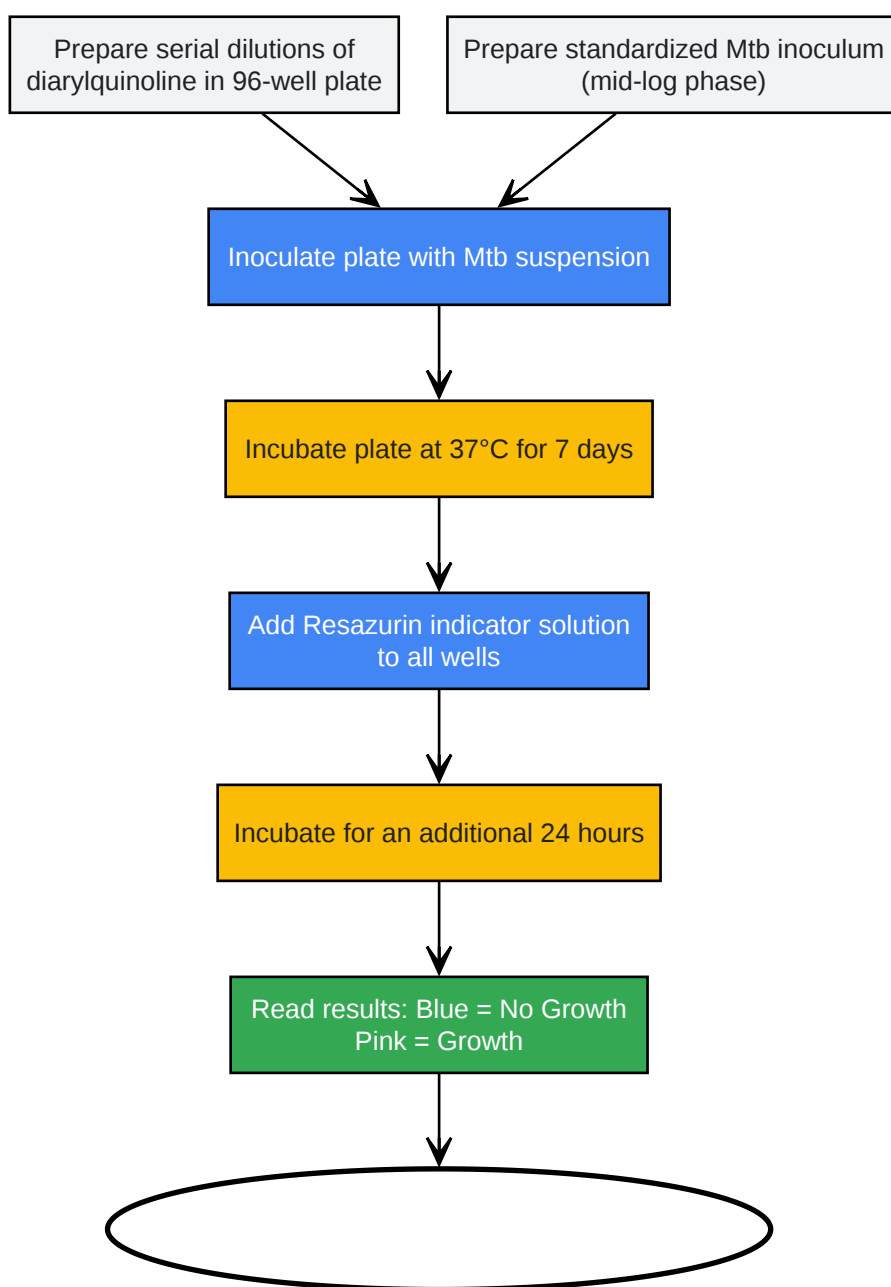 Prepare serial dilutions of
diarylquinoline in 96-well plate
Prepare standardized Mtb inoculum
(mid-log phase)
Inoculate plate with Mtb suspension
Incubate plate at 37°C for 7 days
Add Resazurin indicator solution
to all wells
Incubate for an additional 24 hours
Read results: Blue = No Growth
Pink = Growth